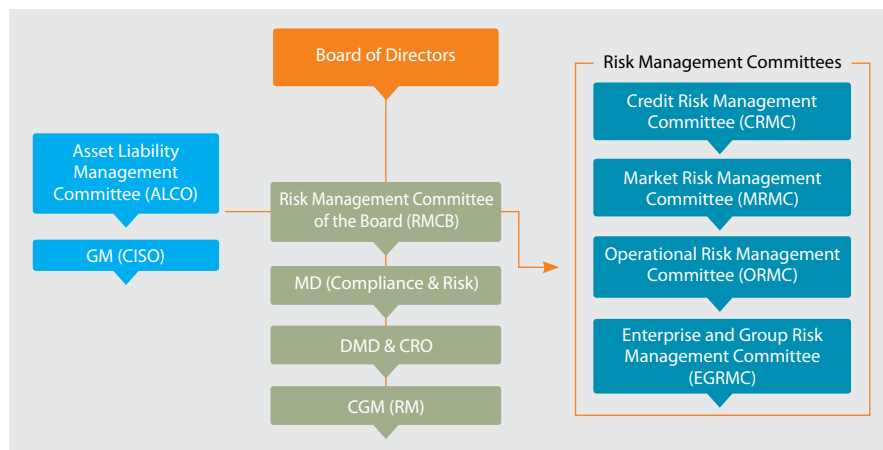 Board of Directors
Asset Liability
Management
Committee (ALCO)
GM (CISO)
Risk Management Committee
of the Board (RMCB)
MD (Compliance & Risk)
DMD & CRO
CGM (RM)
Risk Management Committees
Credit Risk Management
Committee (CRMC)
Market Risk Management
Committee (MRMC)
Operational Risk Management
Committee (ORMC)
Enterprise and Group Risk
Management Committee
(EGRMC)